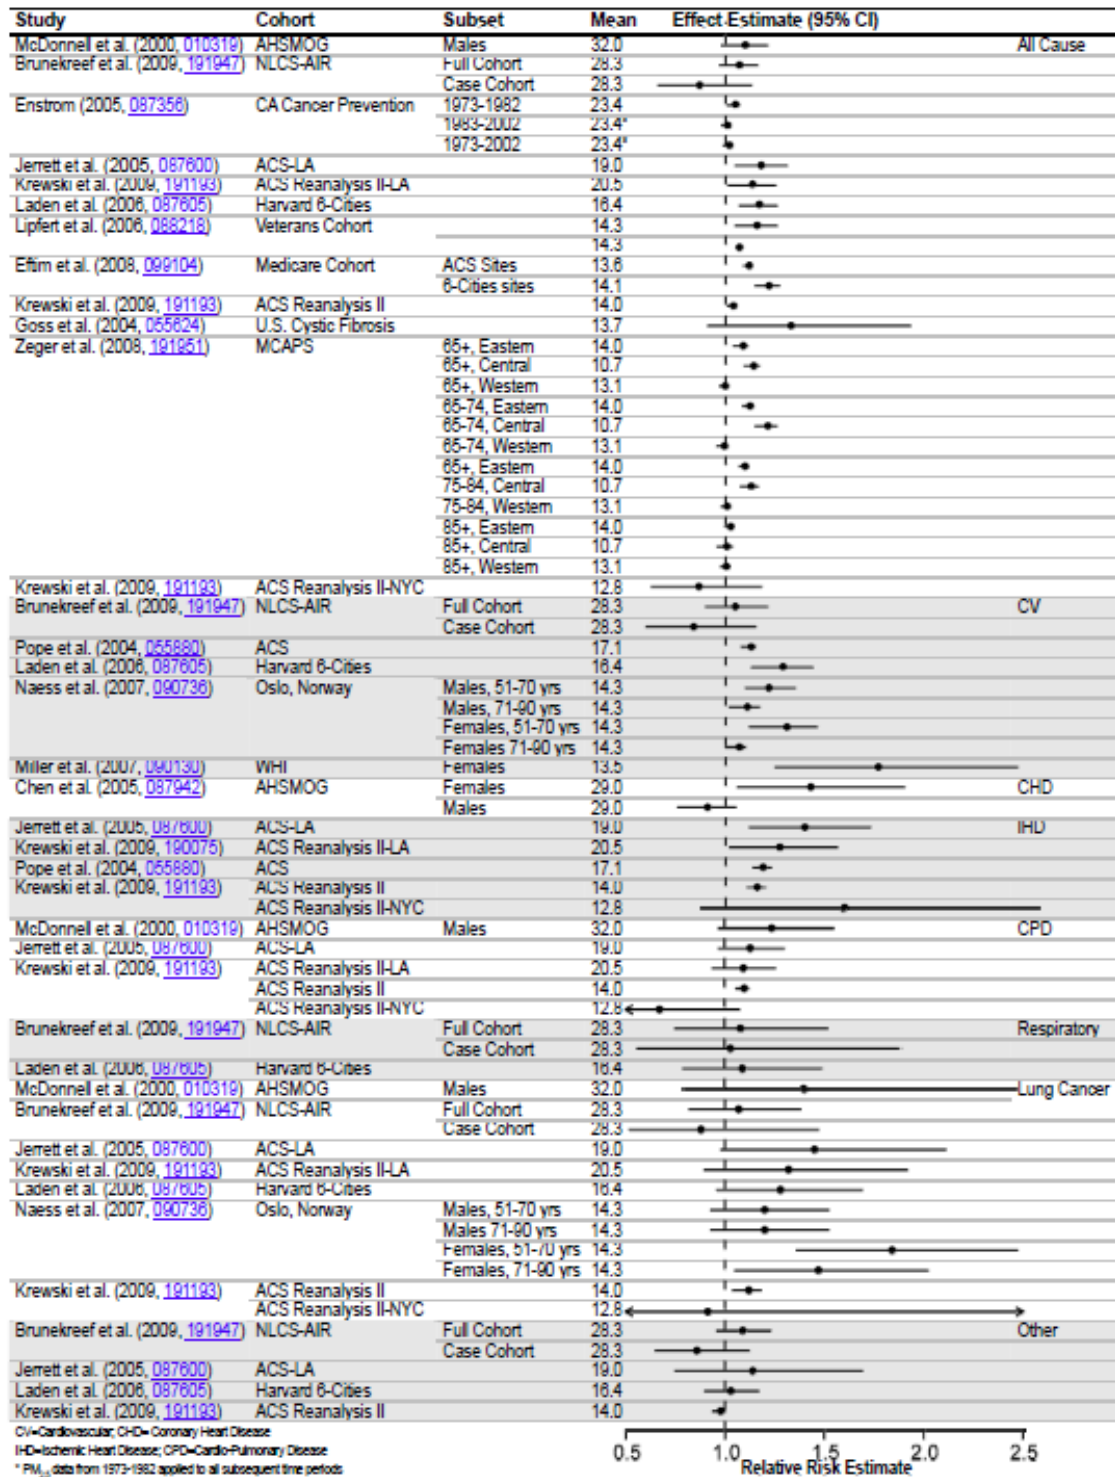 Study Cohort Subset Mean Effect Estimate (95% CI)
McDonnell et al. (2000, 010319) AHSMOG Males 32.0 All Cause
Brunekreef et al. (2009, 191947) NLCS-AIR Full Cohort 28.3
Case Cohort 28.3
Enstrom (2005, 087356) CA Cancer Prevention 1973-1982 23.4
1983-2002 23.4*
1973-2002 23.4*
Jerrett et al. (2005, 087600) ACS-LA 19.0
Krewski et al. (2009, 191193) ACS Reanalysis II-LA 20.5
Laden et al. (2006, 087605) Harvard 6-Cities 16.4
Lipfert et al. (2006, 088218) Veterans Cohort 14.3
14.3
Eftim et al. (2008, 099104) Medicare Cohort ACS Sites 13.6
6-Cities sites 14.1
Krewski et al. (2009, 191193) ACS Reanalysis II 14.0
Goss et al. (2004, 055624) U.S. Cystic Fibrosis 13.7
Zeger et al. (2008, 191951) MCAPS 65+, Eastern 14.0
65+, Central 10.7
65+, Western 13.1
65-74, Eastern 14.0
65-74, Central 10.7
65-74, Western 13.1
65+, Eastern 14.0
75-84, Central 10.7
75-84, Western 13.1
85+, Eastern 14.0
85+, Central 10.7
85+, Western 13.1
Krewski et al. (2009, 191193) ACS Reanalysis II-NYC 12.8
Brunekreef et al. (2009, 191947) NLCS-AIR Full Cohort 28.3 CV
Case Cohort 28.3
Pope et al. (2004, 055880) ACS 17.1
Laden et al. (2006, 087605) Harvard 6-Cities 16.4
Naess et al. (2007, 090736) Oslo, Norway Males, 51-70 yrs 14.3
Males, 71-90 yrs 14.3
Females, 51-70 yrs 14.3
Females 71-90 yrs 14.3
Miller et al. (2007, 090130) WHI Females 13.5
Chen et al. (2005, 087942) AHSMOG Females 29.0 CHD
Males 29.0
Jerrett et al. (2005, 087600) ACS-LA 19.0 IHD
Krewski et al. (2009, 190075) ACS Reanalysis II-LA 20.5
Pope et al. (2004, 055880) ACS 17.1
Krewski et al. (2009, 191193) ACS Reanalysis II 14.0
ACS Reanalysis II-NYC 12.8
McDonnell et al. (2000, 010319) AHSMOG Males 32.0 CPD
Jerrett et al. (2005, 087600) ACS-LA 19.0
Krewski et al. (2009, 191193) ACS Reanalysis II-LA 20.5
ACS Reanalysis II 14.0
ACS Reanalysis II-NYC 12.8
Brunekreef et al. (2009, 191947) NLCS-AIR Full Cohort 28.3 Respiratory
Case Cohort 28.3
Laden et al. (2006, 087605) Harvard 6-Cities 16.4
McDonnell et al. (2000, 010319) AHSMOG Males 32.0 Lung Cancer
Brunekreef et al. (2009, 191947) NLCS-AIR Full Cohort 28.3
Case Cohort 28.3
Jerrett et al. (2005, 087600) ACS-LA 19.0
Krewski et al. (2009, 191193) ACS Reanalysis II-LA 20.5
Laden et al. (2006, 087605) Harvard 6-Cities 16.4
Naess et al. (2007, 090736) Oslo, Norway Males, 51-70 yrs 14.3
Males 71-90 yrs 14.3
Females, 51-70 yrs 14.3
Females, 71-90 yrs 14.3
Krewski et al. (2009, 191193) ACS Reanalysis II 14.0
ACS Reanalysis II-NYC 12.8
Brunekreef et al. (2009, 191947) NLCS-AIR Full Cohort 28.3 Other
Case Cohort 28.3
Jerrett et al. (2005, 087600) ACS-LA 19.0
Laden et al. (2006, 087605) Harvard 6-Cities 16.4
Krewski et al. (2009, 191193) ACS Reanalysis II 14.0
CV=Cardiovascular; CHD= Coronary Heart Disease
IHD=Ischemic Heart Disease; CPD=Cardio-Pulmonary Disease
* PM2.5 data from 1973-1982 applied to all subsequent time periods
0.5 1.0 1.5 2.0 2.5
Relative Risk Estimate